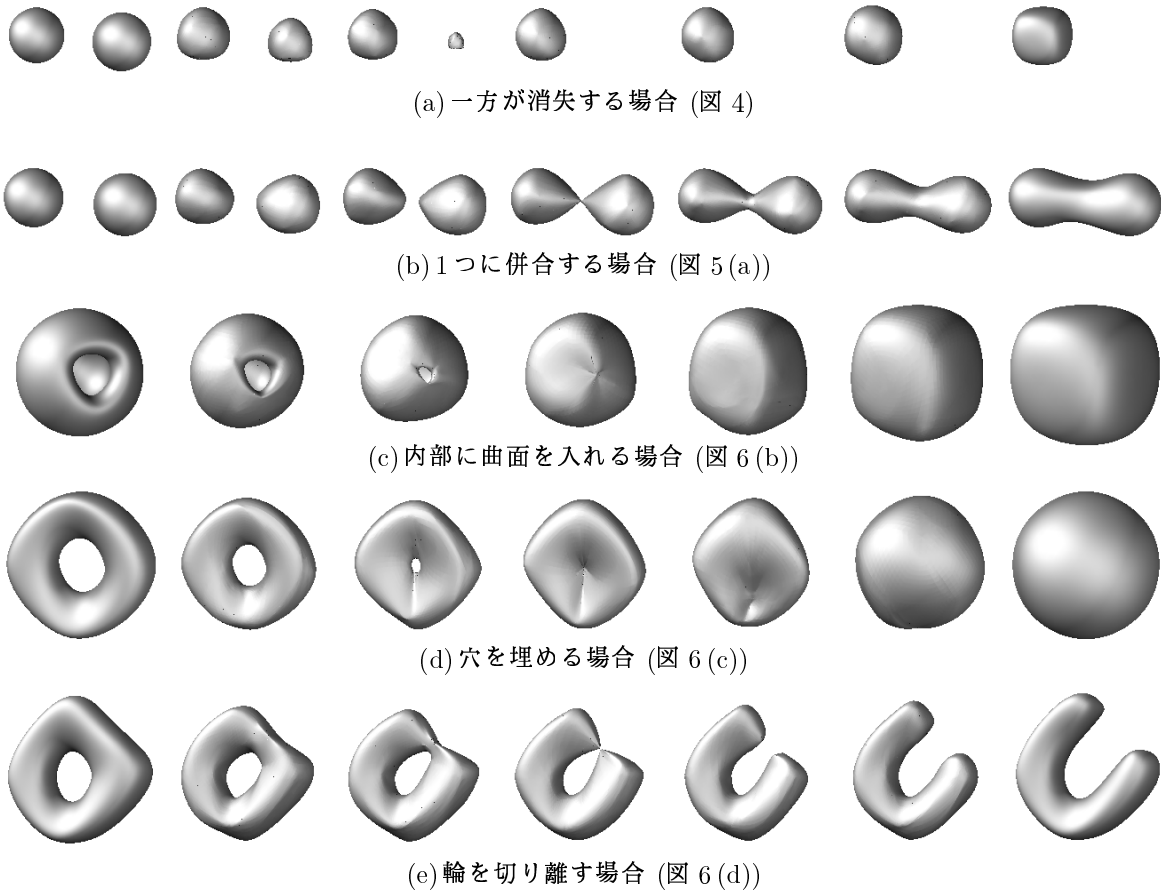 (a) 一方が消失する場合 (図 4)
(b) 1 つに併合する場合 (図 5 (a))
(c) 内部に曲面を入れる場合 (図 6 (b))
(d) 穴を埋める場合 (図 6 (c))
(e) 輪を切り離す場合 (図 6 (d))